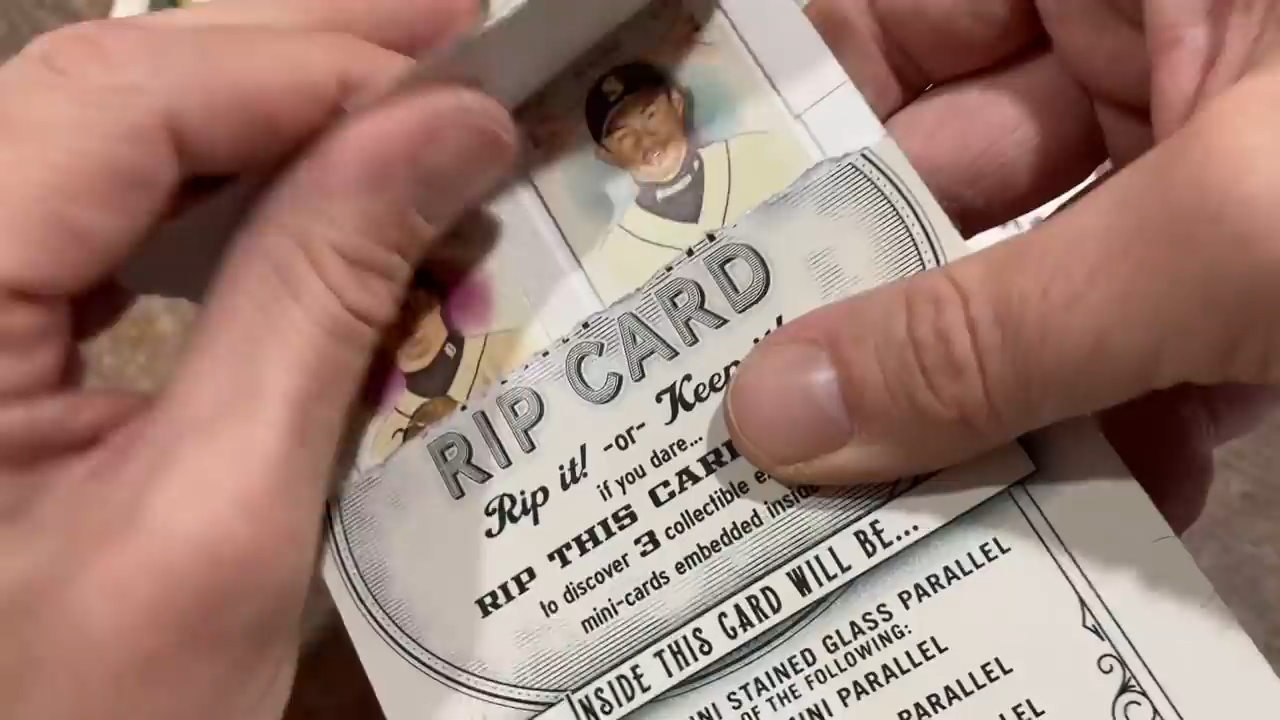 RIP CARD
Rip it! -or- Keep
if you dare...
RIP THIS CARD
to discover 3 collectible
mini-cards embedded inside
INSIDE THIS CARD WILL BE...
STAINED GLASS PARALLEL
OF THE FOLLOWING:
MINI PARALLEL
PARALLEL